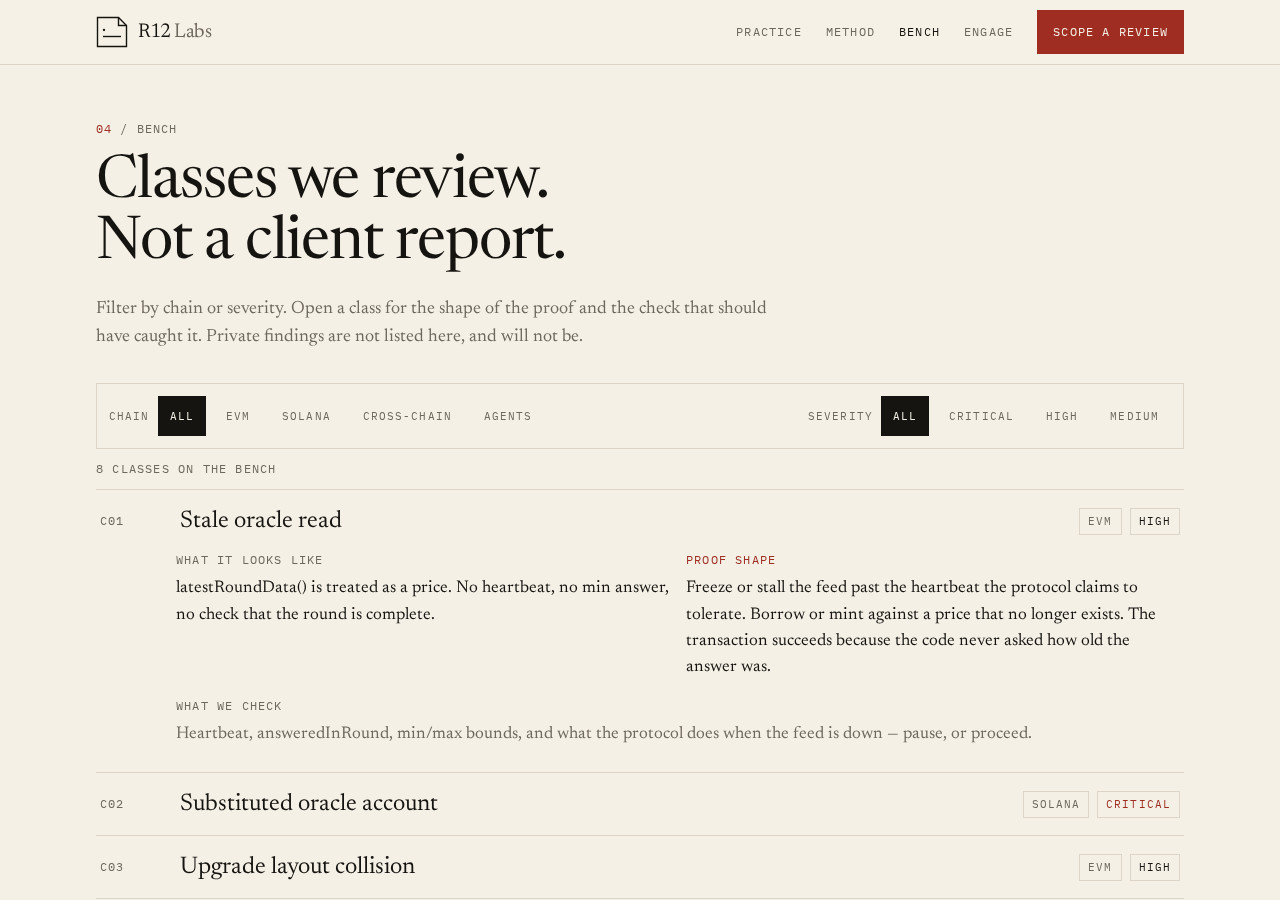 R12 Labs
PRACTICE METHOD BENCH ENGAGE SCOPE A REVIEW
04 / BENCH
Classes we review.
Not a client report.
Filter by chain or severity. Open a class for the shape of the proof and the check that should
have caught it. Private findings are not listed here, and will not be.
CHAIN ALL EVM SOLANA CROSS-CHAIN AGENTS SEVERITY ALL CRITICAL HIGH MEDIUM
8 CLASSES ON THE BENCH
C01 Stale oracle read EVM HIGH
WHAT IT LOOKS LIKE
latestRoundData() is treated as a price. No heartbeat, no min answer,
no check that the round is complete.
PROOF SHAPE
Freeze or stall the feed past the heartbeat the protocol claims to
tolerate. Borrow or mint against a price that no longer exists. The
transaction succeeds because the code never asked how old the
answer was.
WHAT WE CHECK
Heartbeat, answeredInRound, min/max bounds, and what the protocol does when the feed is down — pause, or proceed.
C02 Substituted oracle account SOLANA CRITICAL
C03 Upgrade layout collision EVM HIGH